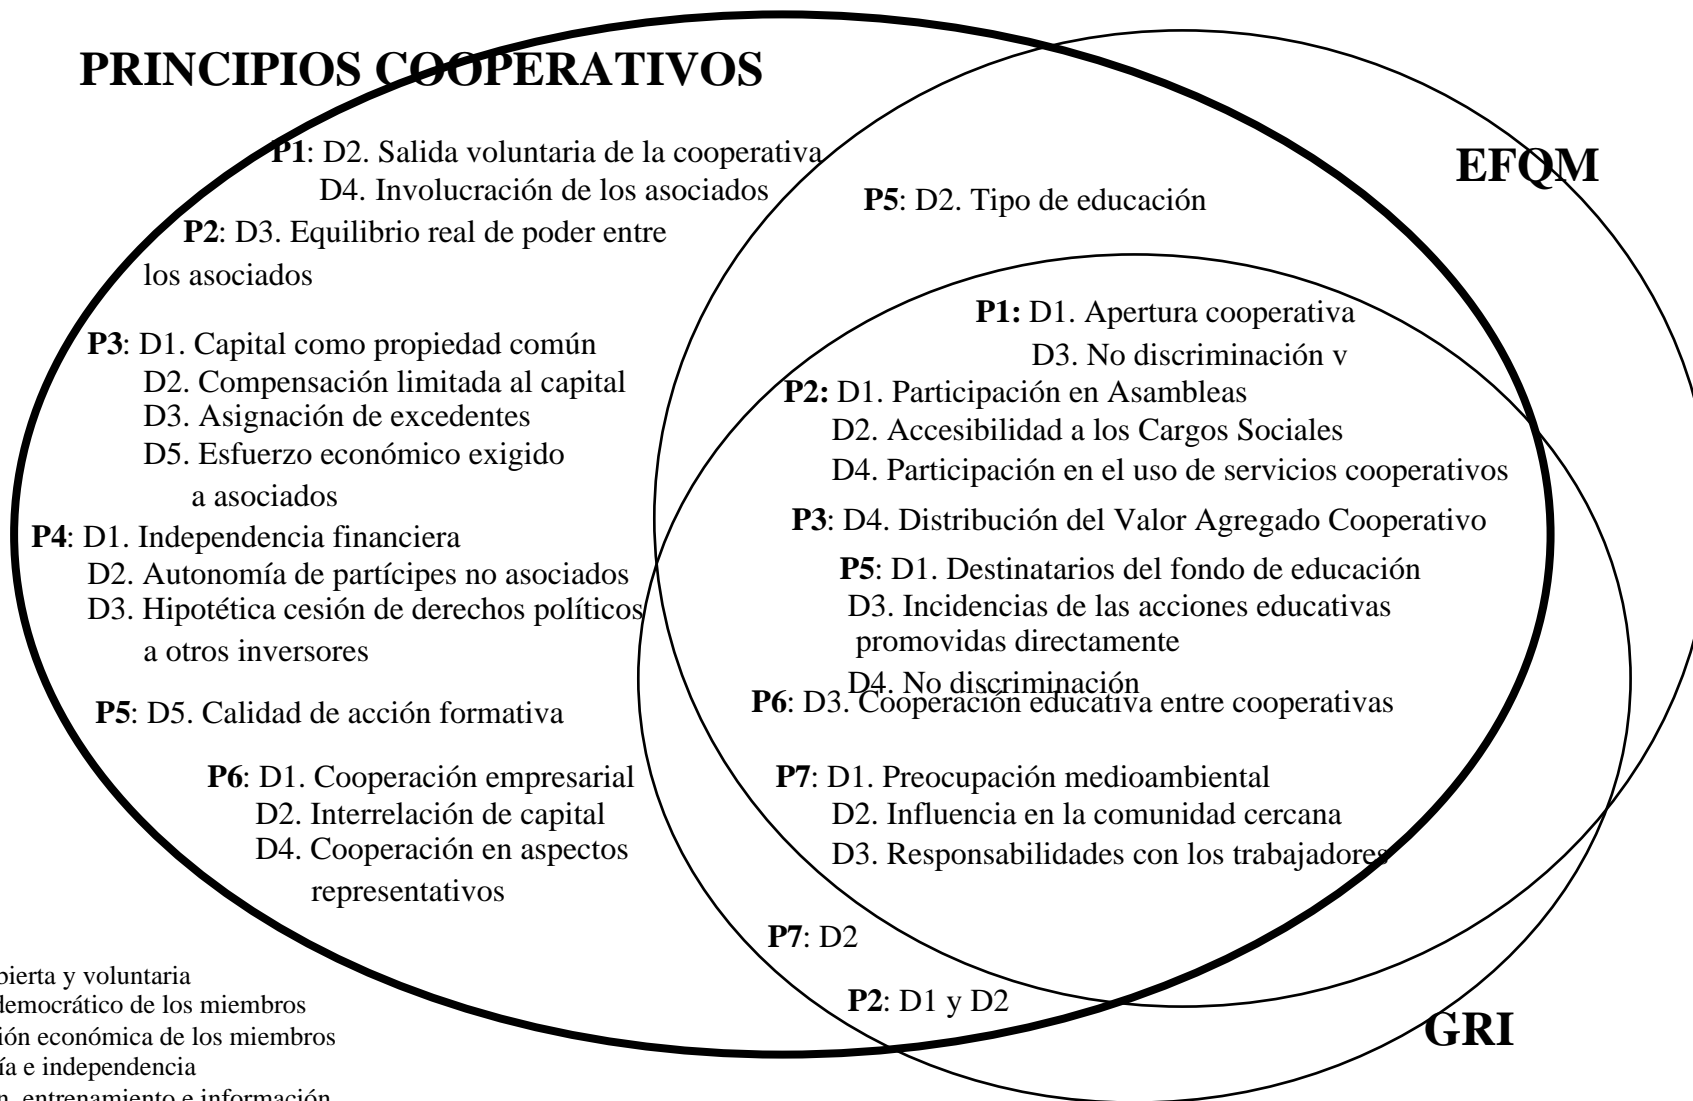 PRINCIPIOS COOPERATIVOS
EFQM
P1: D2. Salida voluntaria de la cooperativa
D4. Involucración de los asociados
P2: D3. Equilibrio real de poder entre
los asociados
P3: D1. Capital como propiedad común
D2. Compensación limitada al capital
D3. Asignación de excedentes
D5. Esfuerzo económico exigido
a asociados
P4: D1. Independencia financiera
D2. Autonomía de partícipes no asociados
D3. Hipotética cesión de derechos políticos
a otros inversores
P5: D5. Calidad de acción formativa
P6: D1. Cooperación empresarial
D2. Interrelación de capital
D4. Cooperación en aspectos
representativos
P5: D2. Tipo de educación
P1: D1. Apertura cooperativa
D3. No discriminación v
P2: D1. Participación en Asambleas
D2. Accesibilidad a los Cargos Sociales
D4. Participación en el uso de servicios cooperativos
P3: D4. Distribución del Valor Agregado Cooperativo
P5: D1. Destinatarios del fondo de educación
D3. Incidencias de las acciones educativas
promovidas directamente
D4. No discriminación
P6: D3. Cooperación educativa entre cooperativas
P7: D1. Preocupación medioambiental
D2. Influencia en la comunidad cercana
D3. Responsabilidades con los trabajadores
P7: D2
P2: D1 y D2
GRI
bierta y voluntaria
democrático de los miembros
ión económica de los miembros
ía e independencia
n, entrenamiento e información